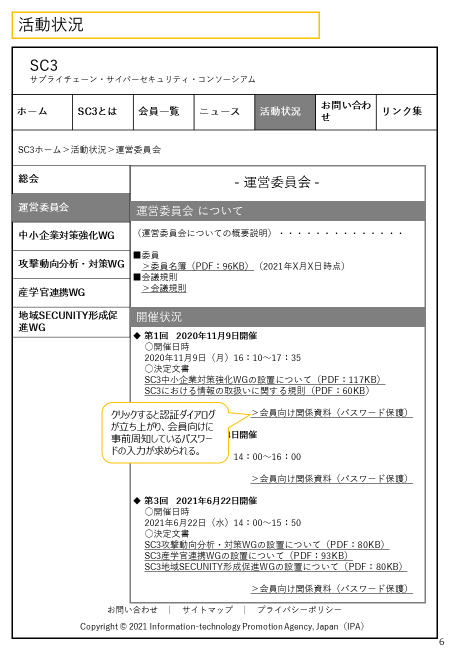 活動状況
SC3
サプライチェーン・サイバーセキュリティ・コンソーシアム
ホーム
SC3とは
会員一覧
ニュース
活動状況
お問い合わ
せ
リンク集
SC3ホーム＞活動状況＞運営委員会
総会
運営委員会
中小企業対策強化WG
攻撃動向分析・対策WG
産学官連携WG
地域SECUNITY形成促
進WG
- 運営委員会 -
運営委員会 について
（運営委員会についての概要説明）・・・・・・・・・・・・・・
■委員
＞委員名簿（PDF：96KB）（2021年X月X日時点）
■会議規則
＞会議規則
開催状況
◆ 第1回　2020年11月9日開催
○開催日時
2020年11月9日（月）16：10～17：35
○決定文書
SC3中小企業対策強化WGの設置について（PDF：117KB）
SC3における情報の取扱いに関する規則（PDF：60KB）
＞会員向け関係資料（パスワード保護）
クリックすると認証ダイアログ
が立ち上がり、会員向けに
事前周知しているパスワー
ドの入力が求められる。
日開催
14：00～16：00
＞会員向け関係資料（パスワード保護）
◆ 第3回　2021年6月22日開催
○開催日時
2021年6月22日（水）14：00～15：50
○決定文書
SC3攻撃動向分析・対策WGの設置について（PDF：80KB）
SC3産学官連携WGの設置について（PDF：93KB）
SC3地域SECUNITY形成促進WGの設置について（PDF：80KB）
＞会員向け関係資料（パスワード保護）
お問い合わせ　｜　サイトマップ　｜　プライバシーポリシー
Copyright © 2021 Information-technology Promotion Agency, Japan（IPA）
6